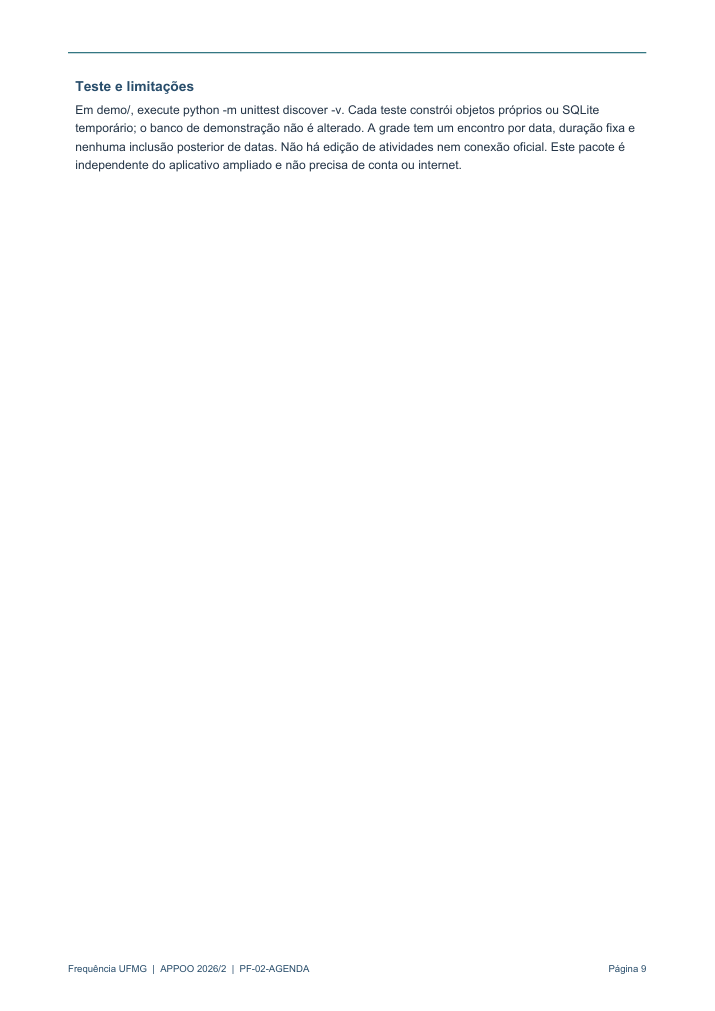 Teste e limitações
Em demo/, execute python -m unittest discover -v. Cada teste constrói objetos próprios ou SQLite
temporário; o banco de demonstração não é alterado. A grade tem um encontro por data, duração fixa e
nenhuma inclusão posterior de datas. Não há edição de atividades nem conexão oficial. Este pacote é
independente do aplicativo ampliado e não precisa de conta ou internet.
Frequência UFMG | APPOO 2026/2 | PF-02-AGENDA
Página 9